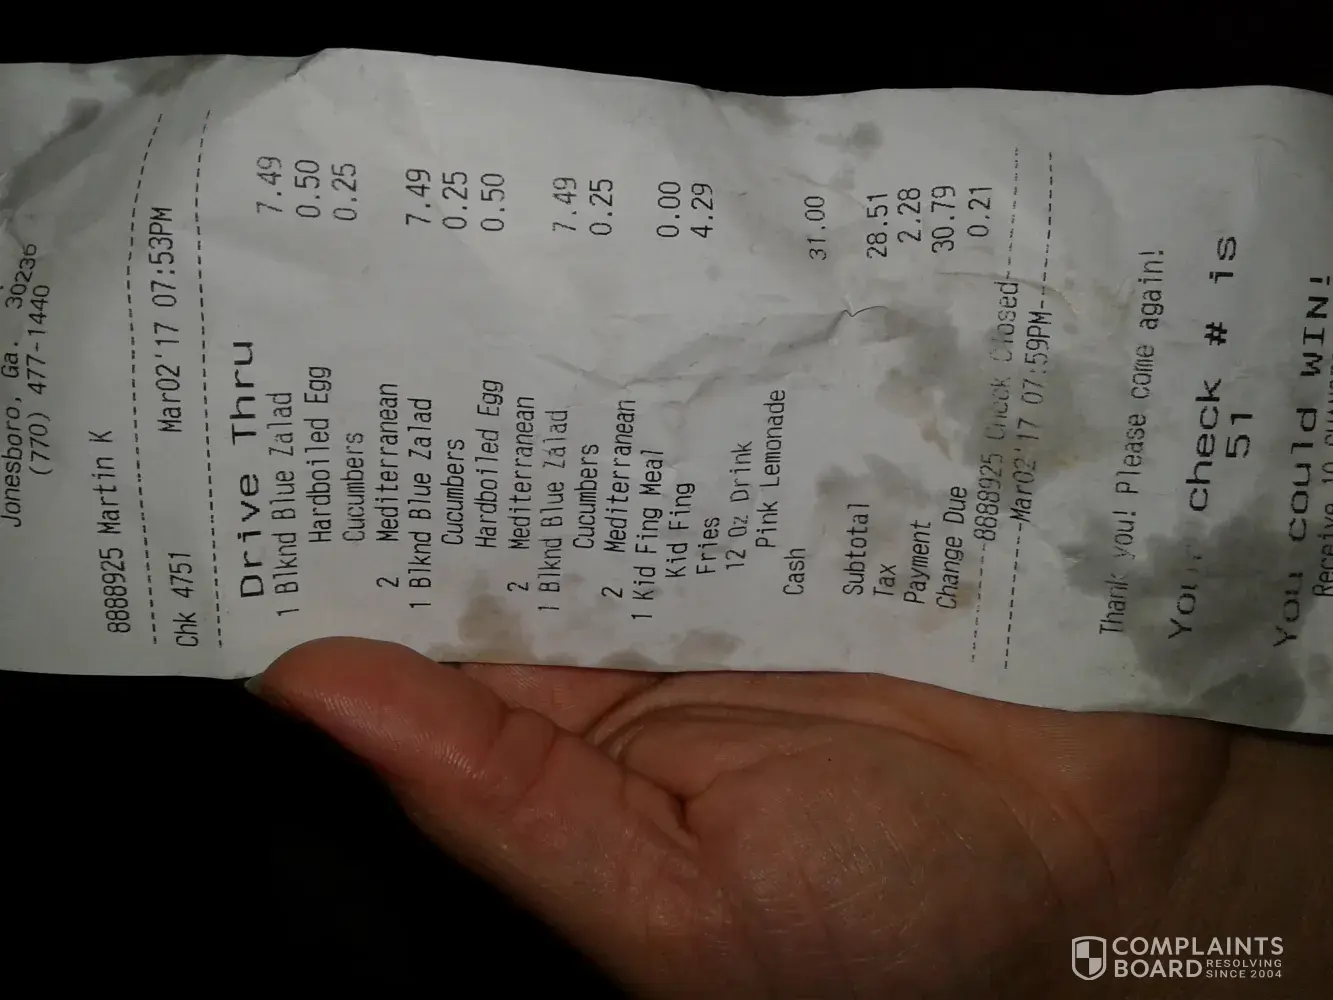 Jonesboro, Ga. 30236
(770) 477-1440
8888925 Martin K
Chk 4751 Mar02'17 07:53PM
Drive Thru
1 Blknd Blue Zalad 7.49
Hardboiled Egg 0.50
Cucumbers 0.25
2 Mediterranean
1 Blknd Blue Zalad 7.49
Cucumbers 0.25
Hardboiled Egg 0.50
2 Mediterranean
1 Blknd Blue Zalad 7.49
Cucumbers 0.25
2 Mediterranean
1 Kid Fing Meal
Kid Fing 0.00
Fries 4.29
12 Oz Drink
Pink Lemonade
Cash 31.00
Subtotal 28.51
Tax 2.28
Payment 30.79
Change Due 0.21
--8888925 Check Closed--
----Mar02'17 07:59PM----
Thank you! Please come again!
Your check # is
51
You could WIN!
Receive 10
COMPLAINTS
BOARD RESOLVING
SINCE 2004